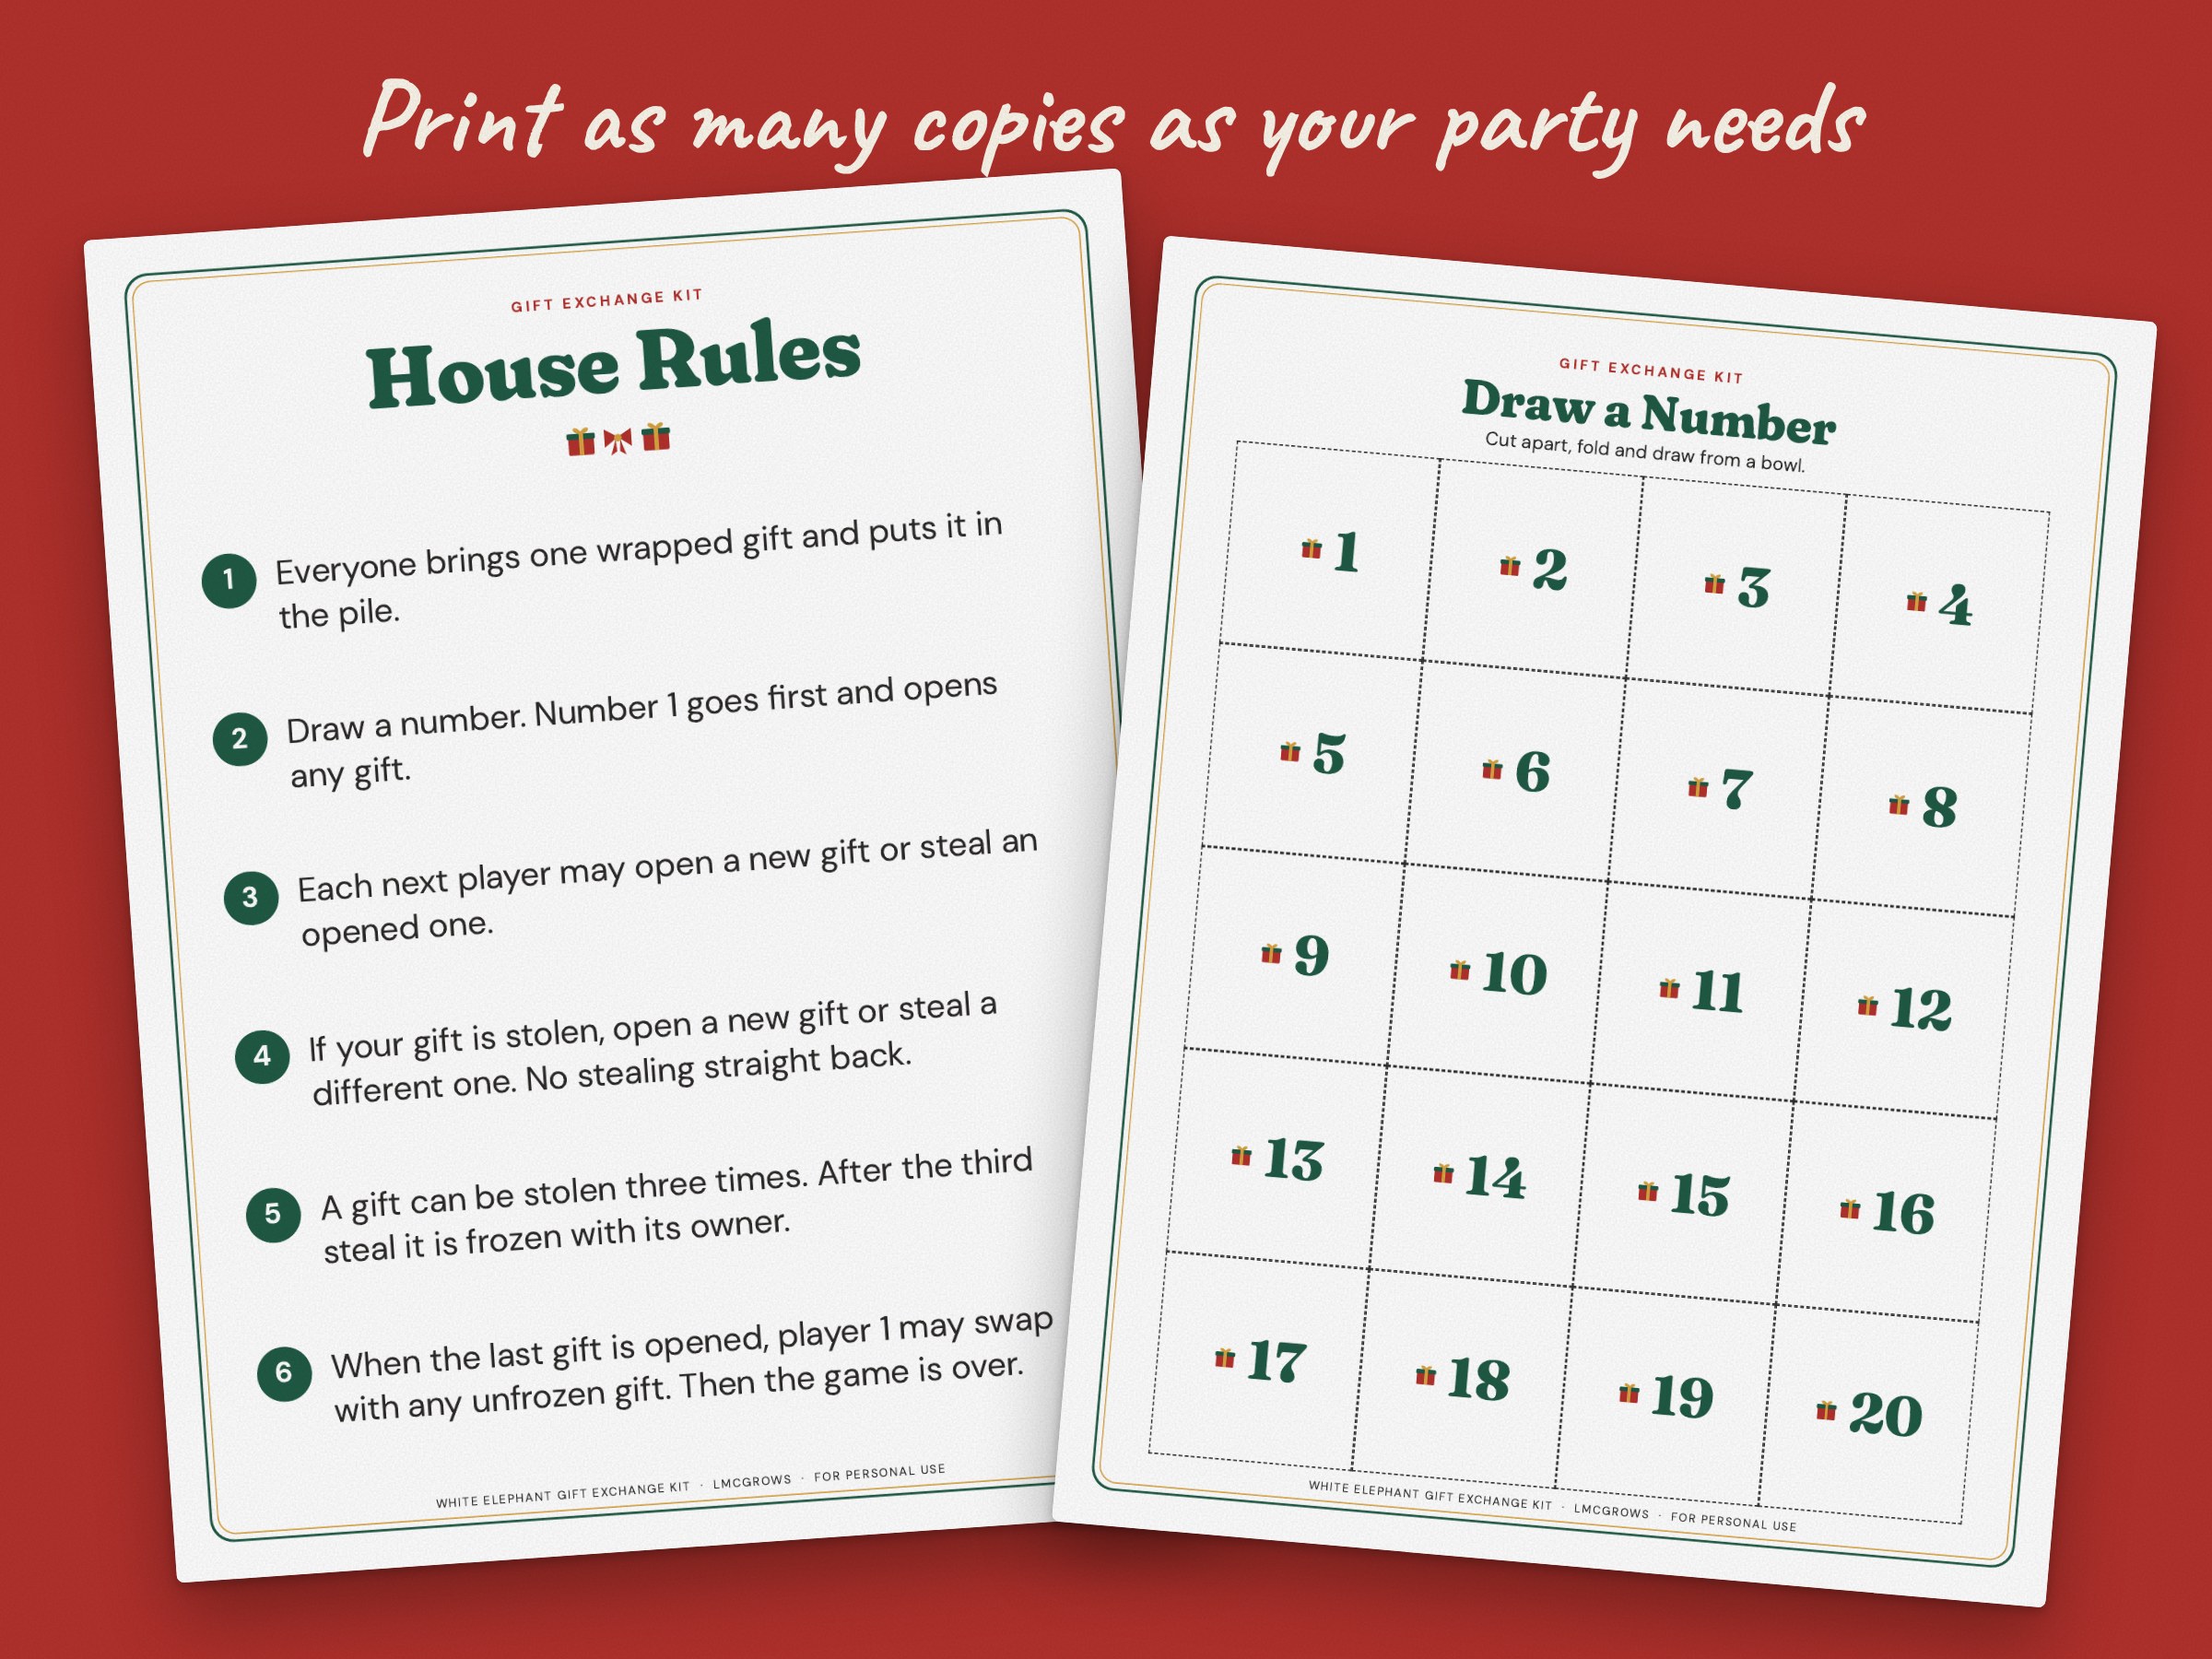 Print as many copies as your party needs
GIFT EXCHANGE KIT
House Rules
1 Everyone brings one wrapped gift and puts it in
the pile.
2 Draw a number. Number 1 goes first and opens
any gift.
3 Each next player may open a new gift or steal an
opened one.
4 If your gift is stolen, open a new gift or steal a
different one. No stealing straight back.
5 A gift can be stolen three times. After the third
steal it is frozen with its owner.
6 When the last gift is opened, player 1 may swap
with any unfrozen gift. Then the game is over.
WHITE ELEPHANT GIFT EXCHANGE KIT · LMCGROWS · FOR PERSONAL USE
GIFT EXCHANGE KIT
Draw a Number
Cut apart, fold and draw from a bowl.
1 2 3 4
5 6 7 8
9 10 11 12
13 14 15 16
17 18 19 20
WHITE ELEPHANT GIFT EXCHANGE KIT · LMCGROWS · FOR PERSONAL USE